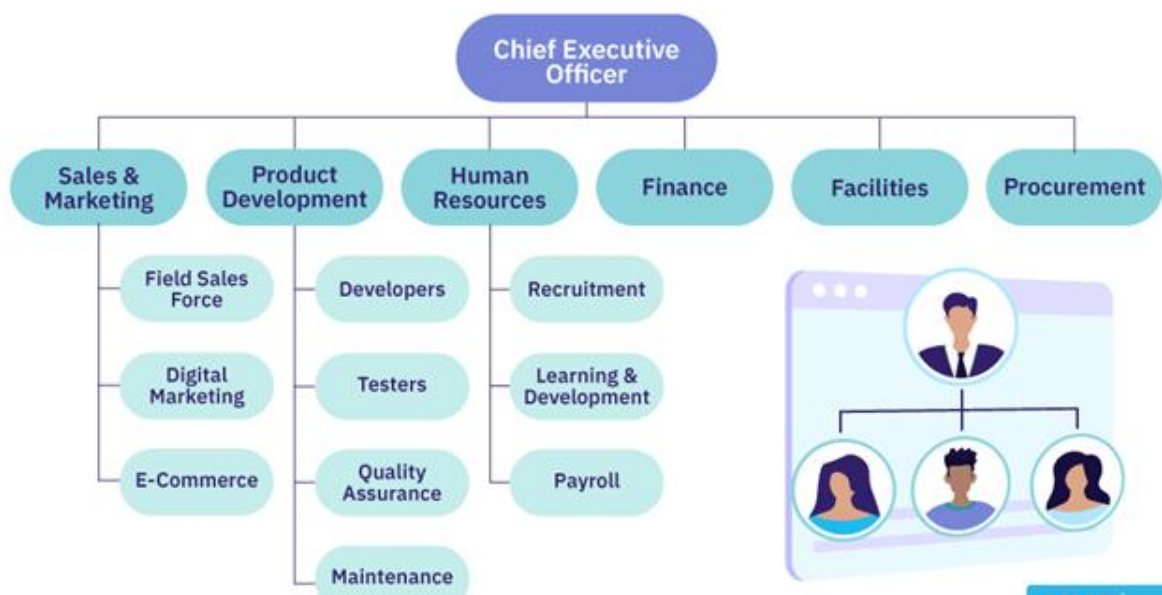 Chief Executive
Officer
Sales &
Marketing
Product
Development
Human
Resources
Finance
Facilities
Procurement
Field Sales
Force
Developers
Recruitment
Digital
Marketing
Testers
Learning &
Development
E-Commerce
Quality
Assurance
Payroll
Maintenance